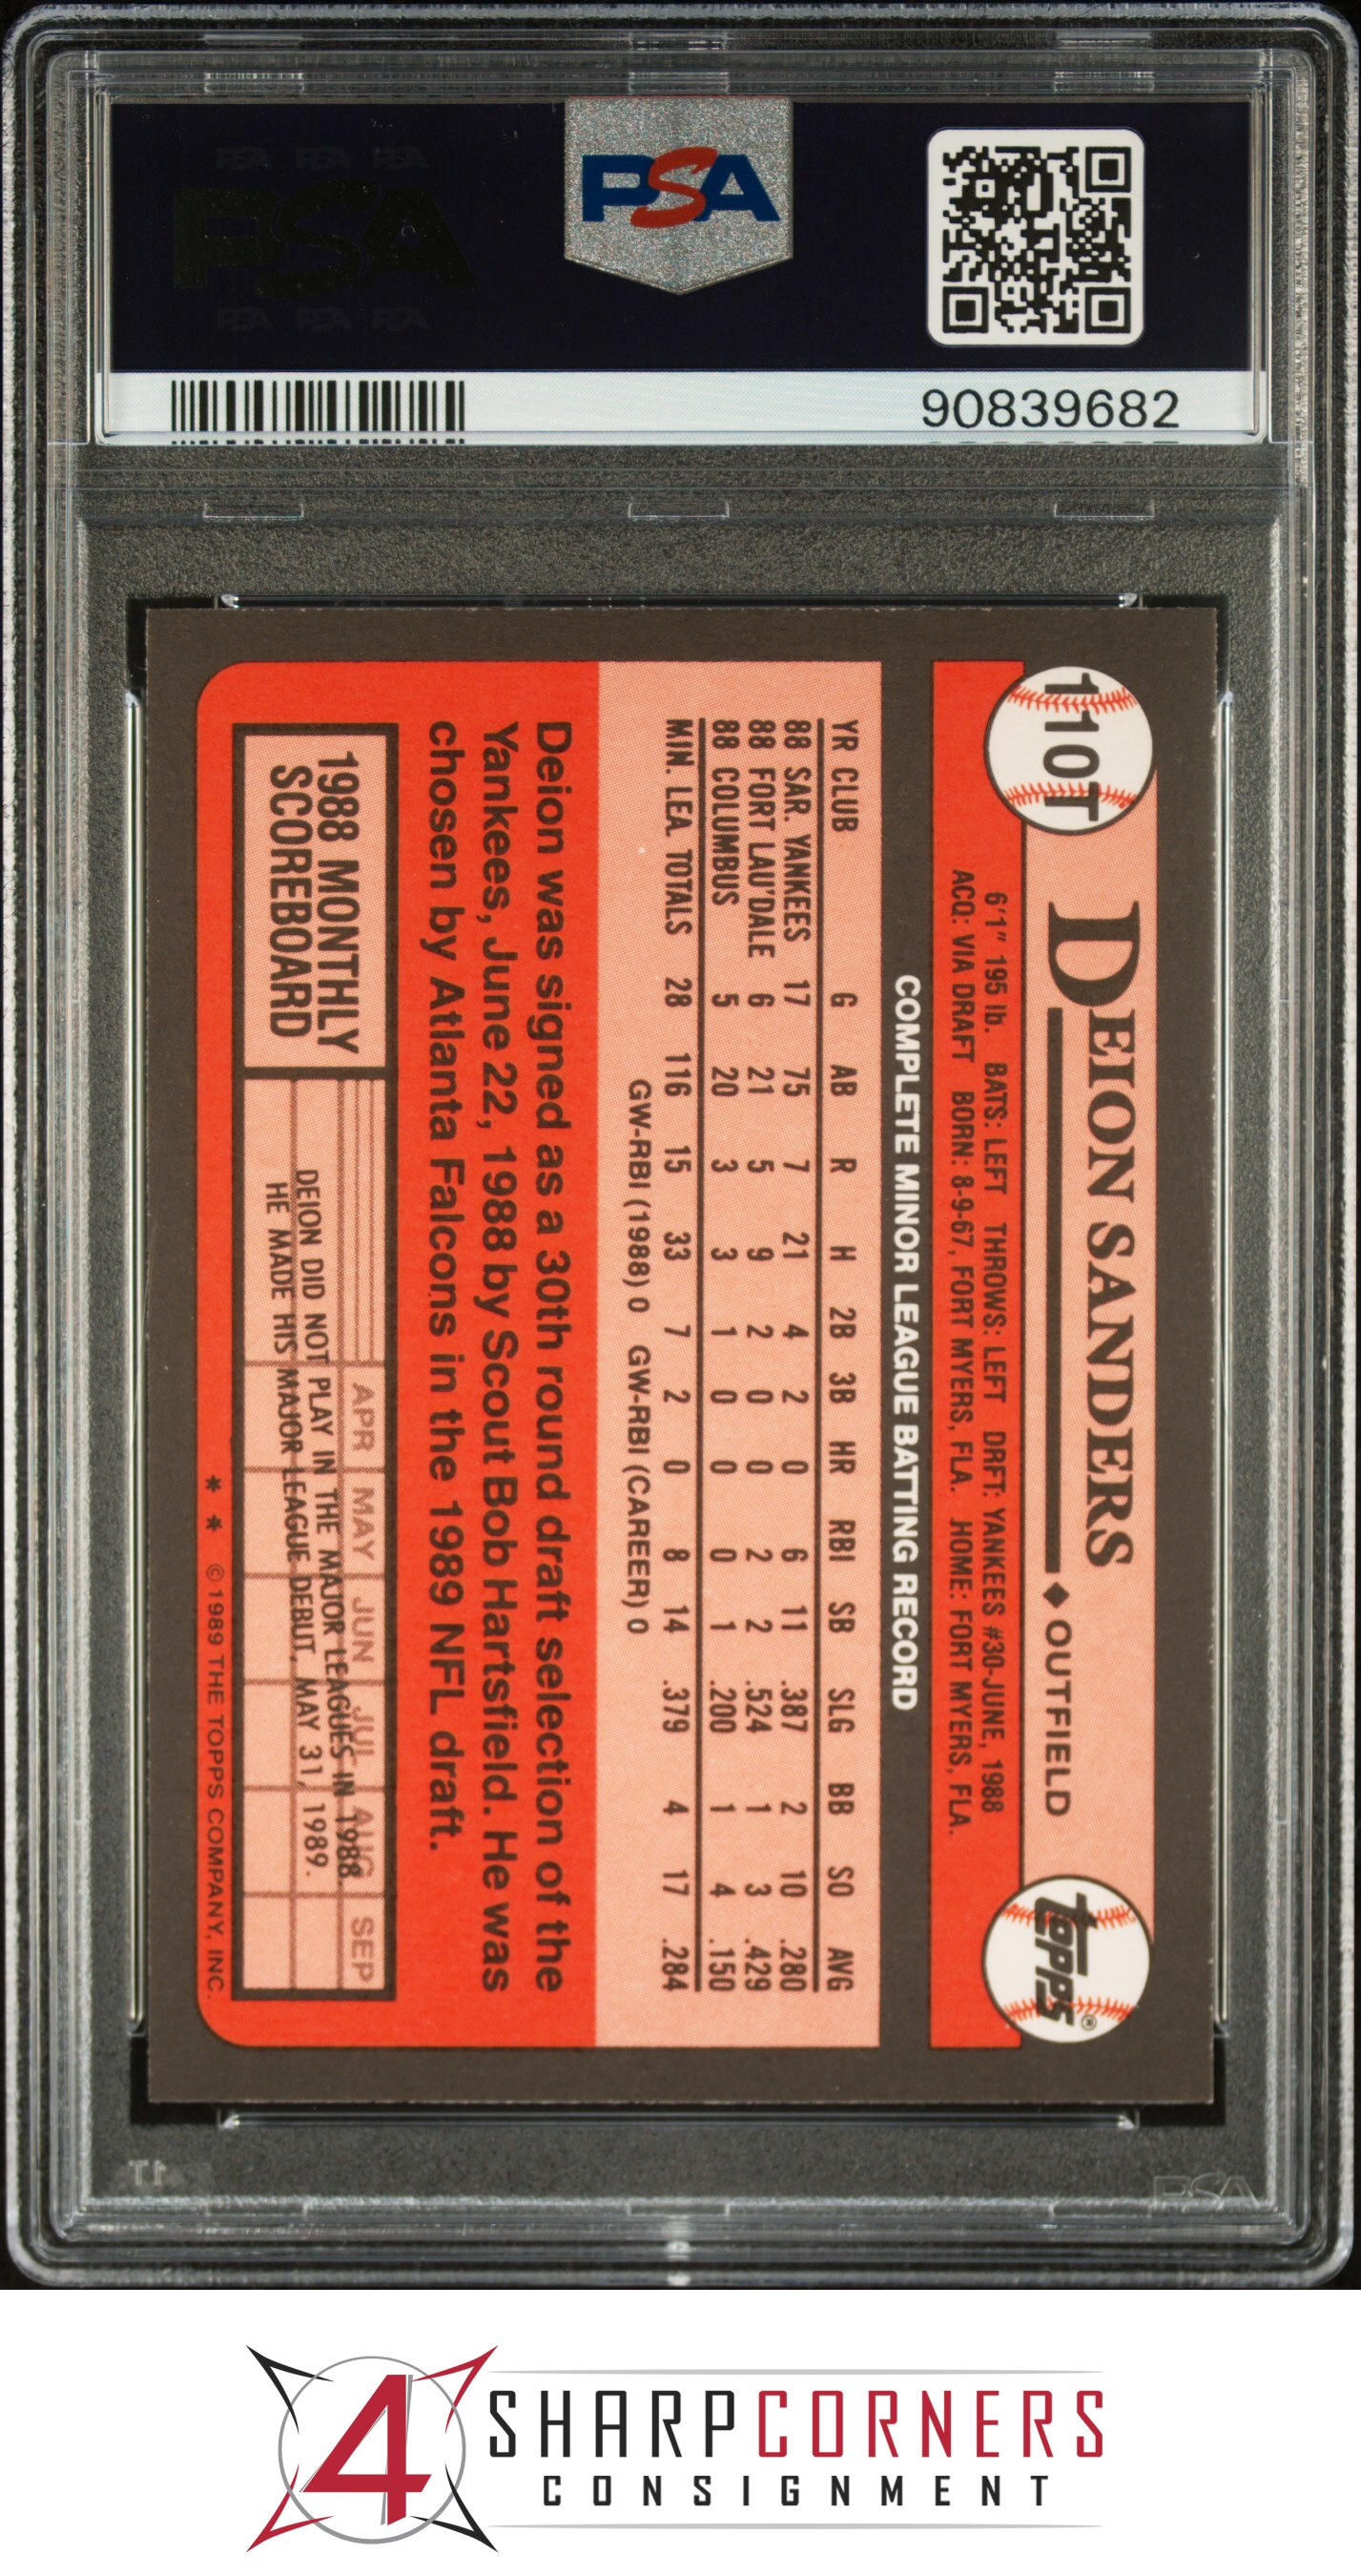 PSA PSA PSA
PSA
PSA PSA PSA
PSA
90839682
110T
DEION SANDERS ◆ OUTFIELD
topps®
6'1" 195 lb. BATS: LEFT THROWS: LEFT DRFT: YANKEES #30-JUNE, 1988
ACQ: VIA DRAFT BORN: 8-9-67, FORT MYERS, FLA. HOME: FORT MYERS, FLA.
COMPLETE MINOR LEAGUE BATTING RECORD
YR CLUB G AB R H 2B 3B HR RBI SB SLG BB SO AVG
88 SAR. YANKEES 17 75 7 21 4 2 0 6 11 .387 2 10 .280
88 FORT LAU'DALE 6 21 5 9 2 0 0 2 2 .524 1 3 .429
88 COLUMBUS 5 20 3 3 1 0 0 0 1 .200 1 4 .150
MIN. LEA. TOTALS 28 116 15 33 7 2 0 8 14 .379 4 17 .284
GW-RBI (1988) 0 GW-RBI (CAREER) 0
Deion was signed as a 30th round draft selection of the
Yankees, June 22, 1988 by Scout Bob Hartsfield. He was
chosen by Atlanta Falcons in the 1989 NFL draft.
1988 MONTHLY
SCOREBOARD
APR MAY JUN JUL AUG SEP
DEION DID NOT PLAY IN THE MAJOR LEAGUES IN 1988.
HE MADE HIS MAJOR LEAGUE DEBUT, MAY 31, 1989.
* * ©1989 THE TOPPS COMPANY, INC.
PSA
4
SHARPCORNERS
CONSIGNMENT